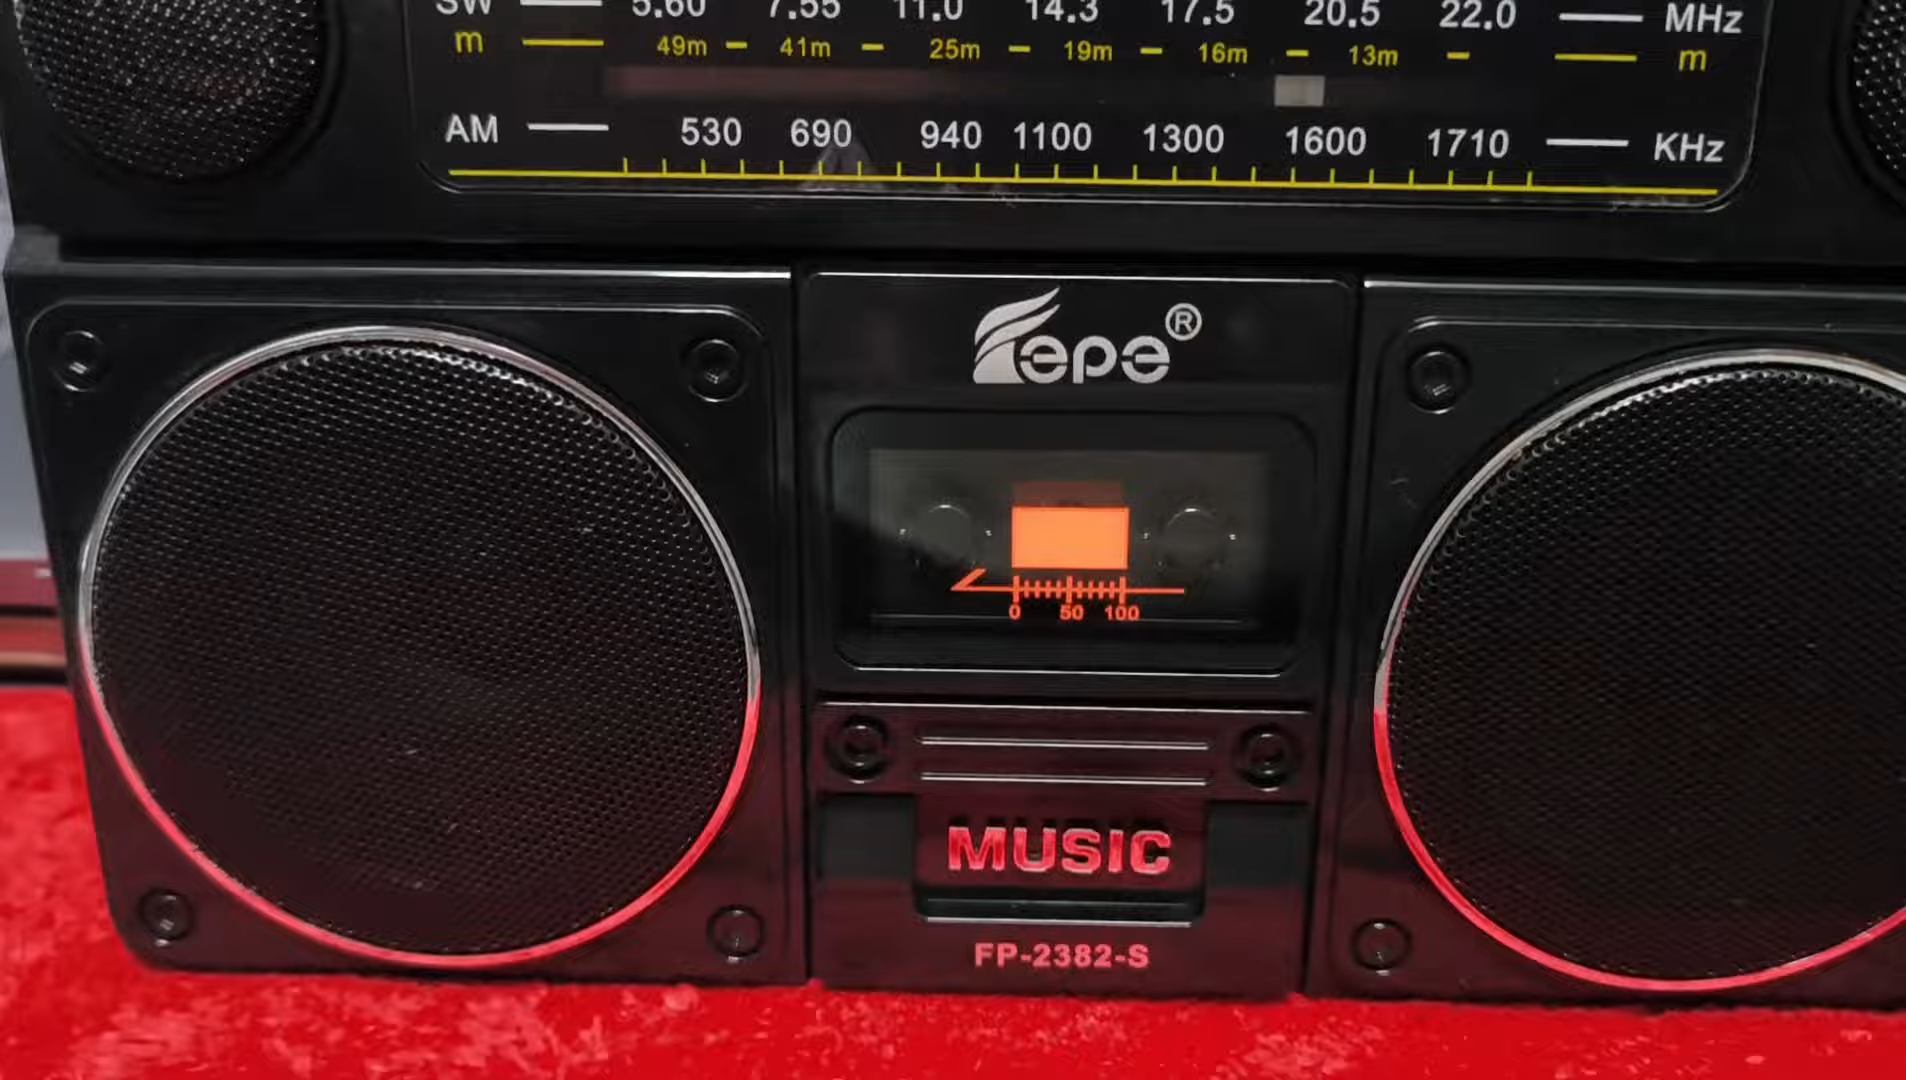 SW 5.60 7.55 11.0 14.3 17.5 20.5 22.0 MHz
m 49m 41m 25m 19m 16m 13m m
AM 530 690 940 1100 1300 1600 1710 KHz
Fepe®
0 50 100
MUSIC
FP-2382-S